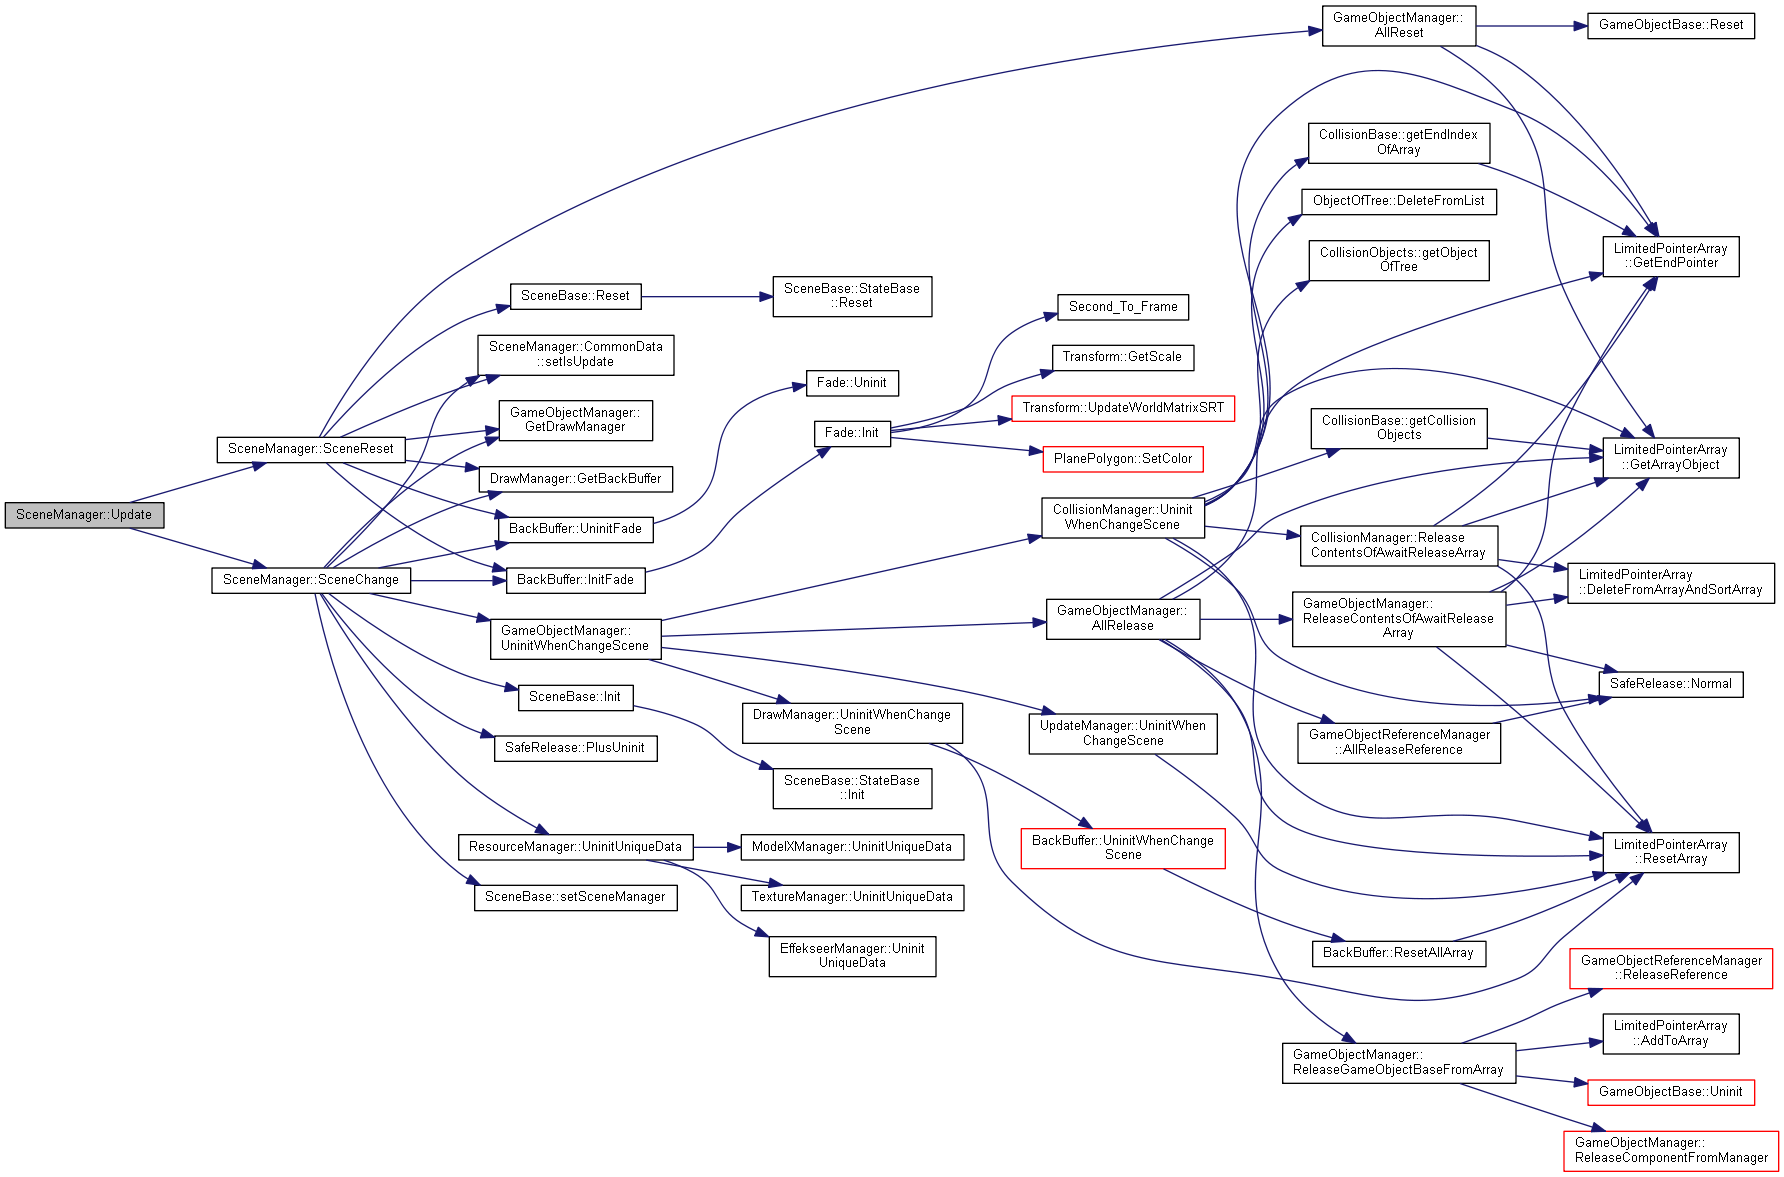 SceneManager::Update
SceneManager::SceneReset
SceneManager::SceneChange
SceneBase::Reset
SceneManager::CommonData
::setIsUpdate
GameObjectManager::
GetDrawManager
DrawManager::GetBackBuffer
BackBuffer::UninitFade
BackBuffer::InitFade
GameObjectManager::
UninitWhenChangeScene
SceneBase::Init
SafeRelease::PlusUninit
ResourceManager::UninitUniqueData
SceneBase::setSceneManager
SceneBase::StateBase
::Reset
Fade::Uninit
Fade::Init
DrawManager::UninitWhenChange
Scene
SceneBase::StateBase
::Init
ModelXManager::UninitUniqueData
TextureManager::UninitUniqueData
EffekseerManager::Uninit
UniqueData
Second_To_Frame
Transform::GetScale
Transform::UpdateWorldMatrixSRT
PlanePolygon::SetColor
CollisionManager::Uninit
WhenChangeScene
GameObjectManager::
AllRelease
UpdateManager::UninitWhen
ChangeScene
BackBuffer::UninitWhenChange
Scene
GameObjectManager::
AllReset
CollisionBase::getEndIndex
OfArray
ObjectOfTree::DeleteFromList
CollisionObjects::getObject
OfTree
CollisionBase::getCollision
Objects
CollisionManager::Release
ContentsOfAwaitReleaseArray
GameObjectManager::
ReleaseContentsOfAwaitRelease
Array
GameObjectReferenceManager
::AllReleaseReference
BackBuffer::ResetAllArray
GameObjectManager::
ReleaseGameObjectBaseFromArray
GameObjectBase::Reset
LimitedPointerArray
::GetEndPointer
LimitedPointerArray
::GetArrayObject
LimitedPointerArray
::DeleteFromArrayAndSortArray
SafeRelease::Normal
LimitedPointerArray
::ResetArray
GameObjectReferenceManager
::ReleaseReference
LimitedPointerArray
::AddToArray
GameObjectBase::Uninit
GameObjectManager::
ReleaseComponentFromManager